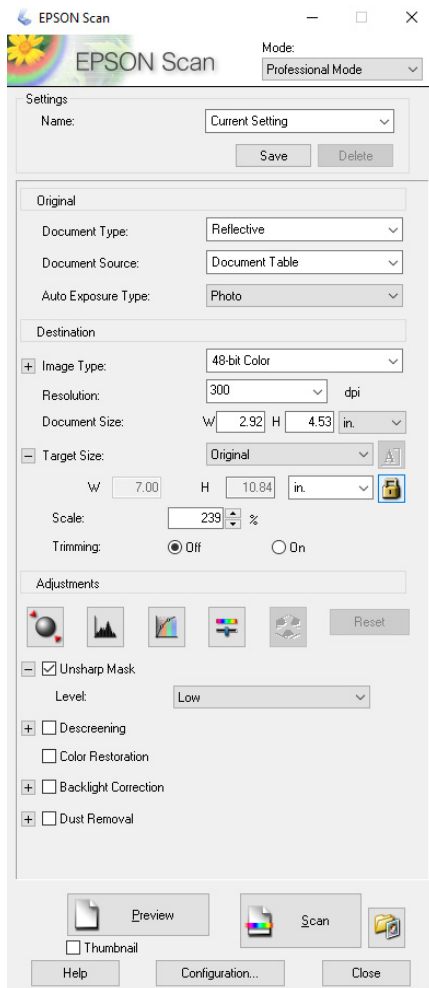 EPSON Scan
EPSON Scan
Mode:
Professional Mode
Settings
Name: Current Setting
Save Delete
Original
Document Type: Reflective
Document Source: Document Table
Auto Exposure Type: Photo
Destination
+ Image Type: 48-bit Color
Resolution: 300 dpi
Document Size: W 2.92 H 4.53 in.
− Target Size: Original A
W 7.00 H 10.84 in.
Scale: 239 %
Trimming: Off On
Adjustments
Reset
− Unsharp Mask
Level: Low
+ Descreening
Color Restoration
+ Backlight Correction
+ Dust Removal
Preview Scan
Thumbnail
Help Configuration... Close